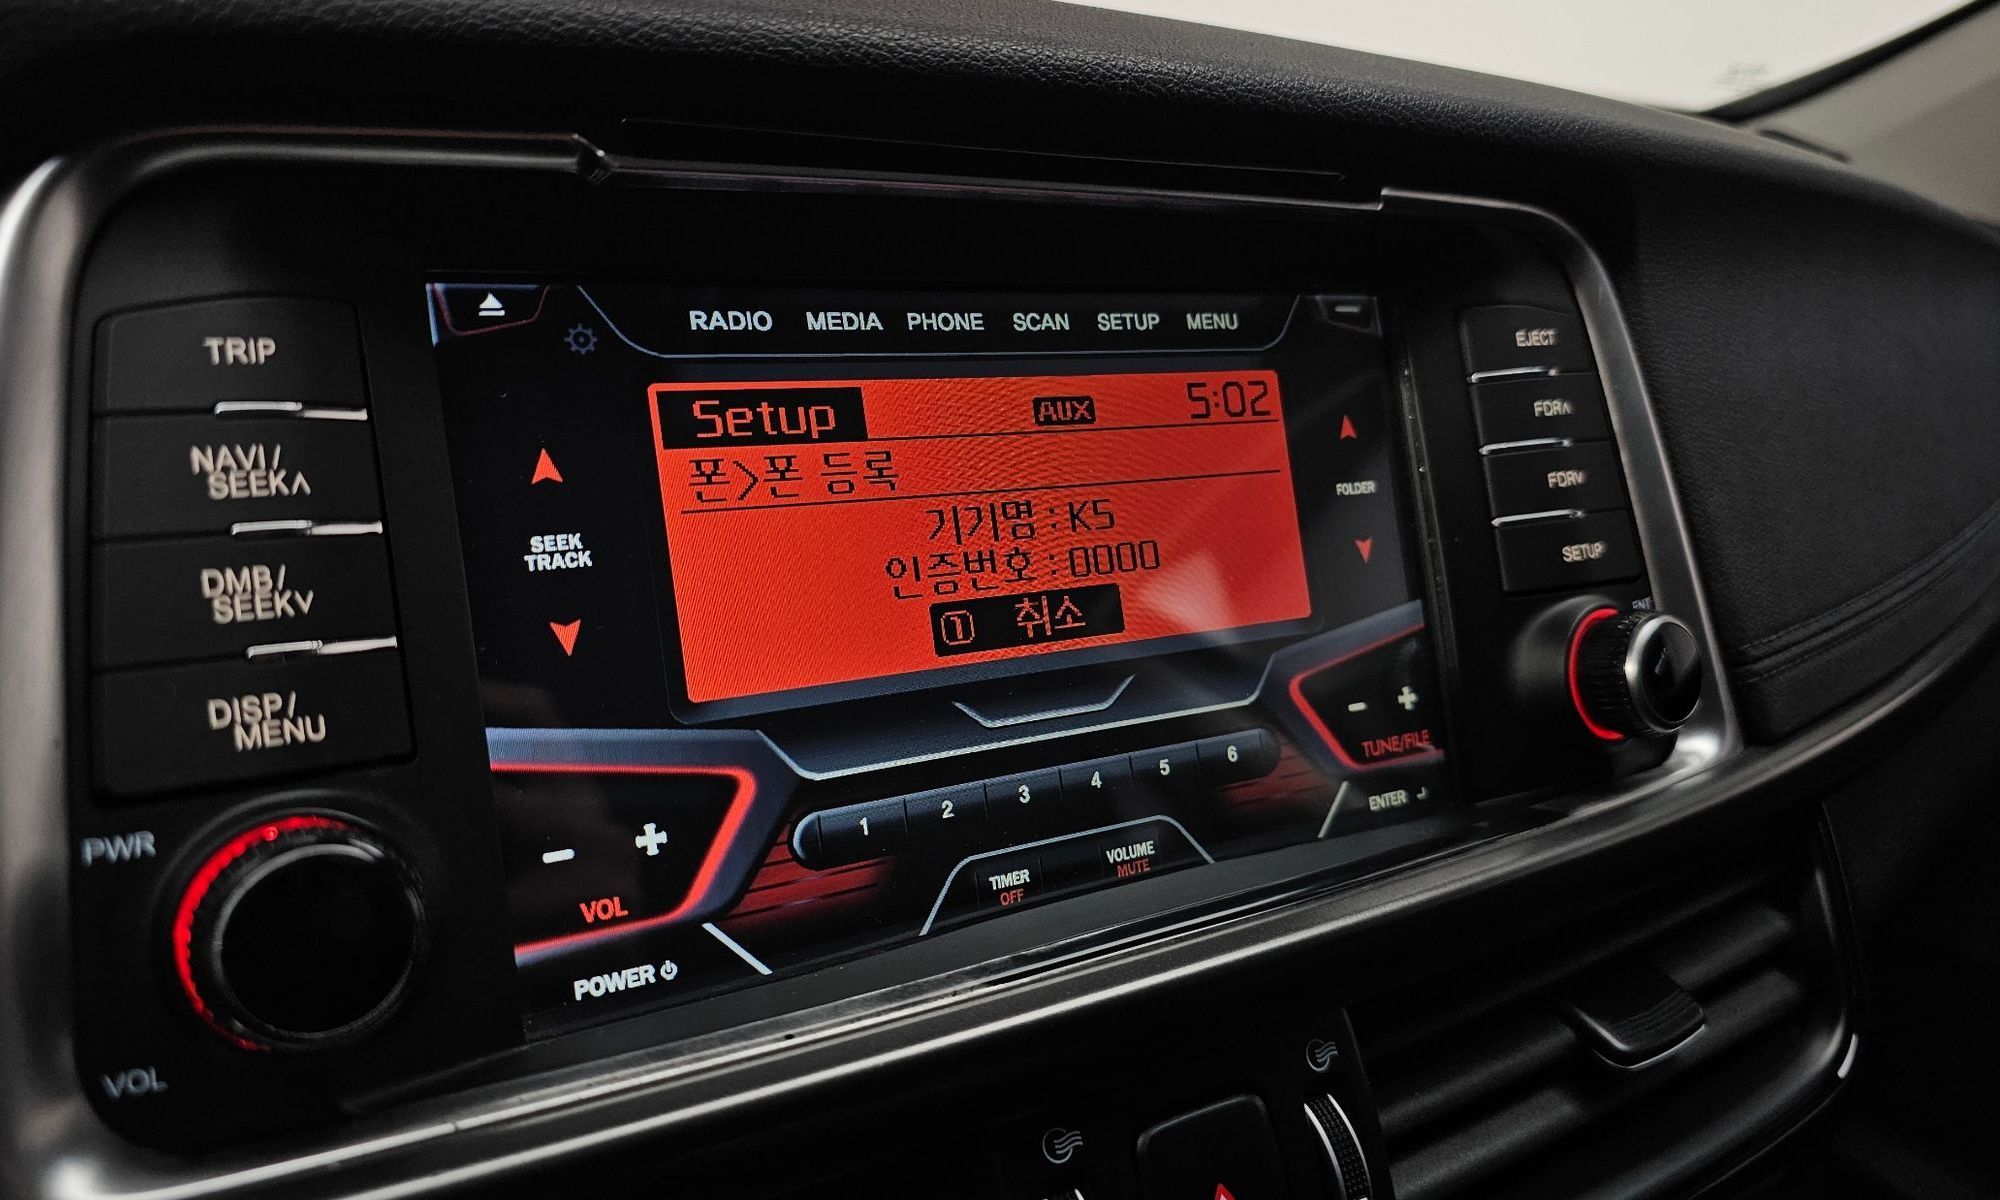 TRIP
NAVI/
SEEK∧
DMB/
SEEK∨
DISP/
MENU
PWR
VOL
RADIO MEDIA PHONE SCAN SETUP MENU
SEEK
TRACK
Setup AUX 5:02
폰>폰 등록
기기명 : K5
인증번호 : 0000
① 취소
FOLDER
1 2 3 4 5 6
- + VOL
- + TUNE/FILE
ENTER
TIMER
OFF
VOLUME
MUTE
POWER
EJECT
FDR∧
FDR∨
SETUP
ENT